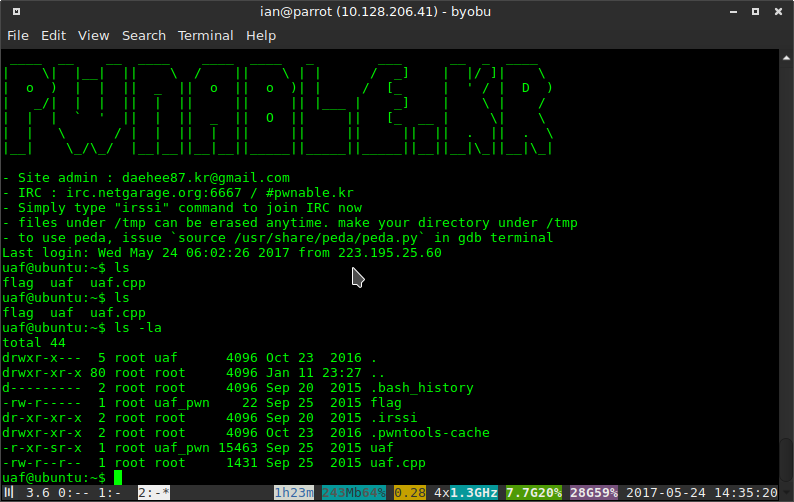 ian@parrot (10.128.206.41) - byobu
File Edit View Search Terminal Help
PWNABLE.KR
- Site admin : daehee87.kr@gmail.com
- IRC : irc.netgarage.org:6667 / #pwnable.kr
- Simply type "irssi" command to join IRC now
- files under /tmp can be erased anytime. make your directory under /tmp
- to use peda, issue `source /usr/share/peda/peda.py` in gdb terminal
Last login: Wed May 24 06:02:26 2017 from 223.195.25.60
uaf@ubuntu:~$ ls
flag  uaf  uaf.cpp
uaf@ubuntu:~$ ls
flag  uaf  uaf.cpp
uaf@ubuntu:~$ ls -la
total 44
drwxr-x---  5 root uaf      4096 Oct 23  2016 .
drwxr-xr-x 80 root root     4096 Jan 11 23:27 ..
d---------  2 root root     4096 Sep 20  2015 .bash_history
-rw-r-----  1 root uaf_pwn    22 Sep 25  2015 flag
dr-xr-xr-x  2 root root     4096 Sep 20  2015 .irssi
drwxr-xr-x  2 root root     4096 Oct 23  2016 .pwntools-cache
-r-xr-sr-x  1 root uaf_pwn 15463 Sep 25  2015 uaf
-rw-r--r--  1 root root     1431 Sep 25  2015 uaf.cpp
uaf@ubuntu:~$
3.6 0:-- 1:- 2:-* 1h23m 243Mb64% 0.28 4x1.3GHz 7.7G20% 28G59% 2017-05-24 14:35:20